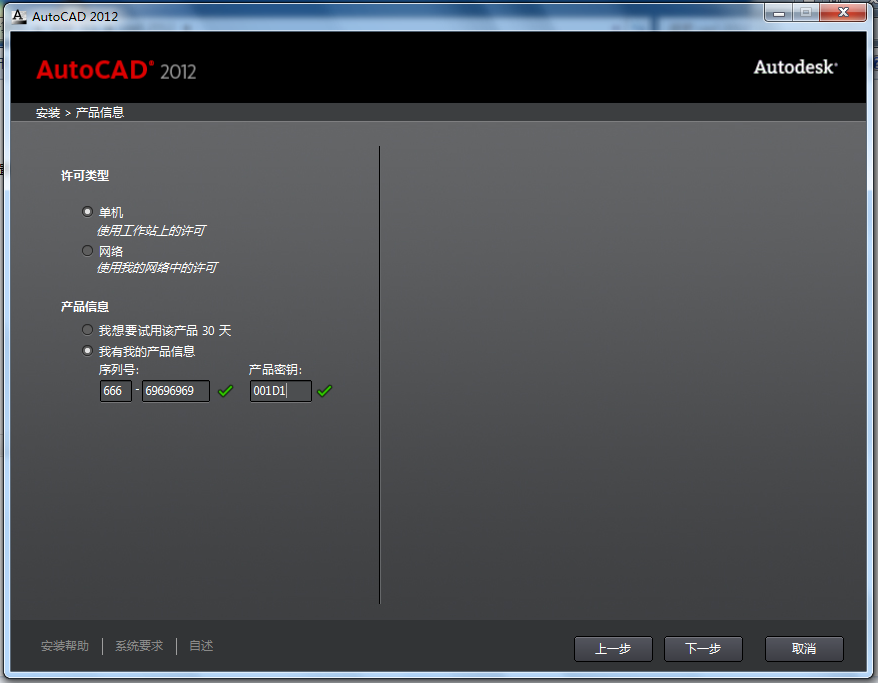 AutoCAD 2012
AutoCAD® 2012
Autodesk®
安装 > 产品信息
许可类型
单机
使用工作站上的许可
网络
使用我的网络中的许可
产品信息
我想要试用该产品 30 天
我有我的产品信息
序列号: 产品密钥:
666 - 69696969 001D1
安装帮助 系统要求 自述 上一步 下一步 取消